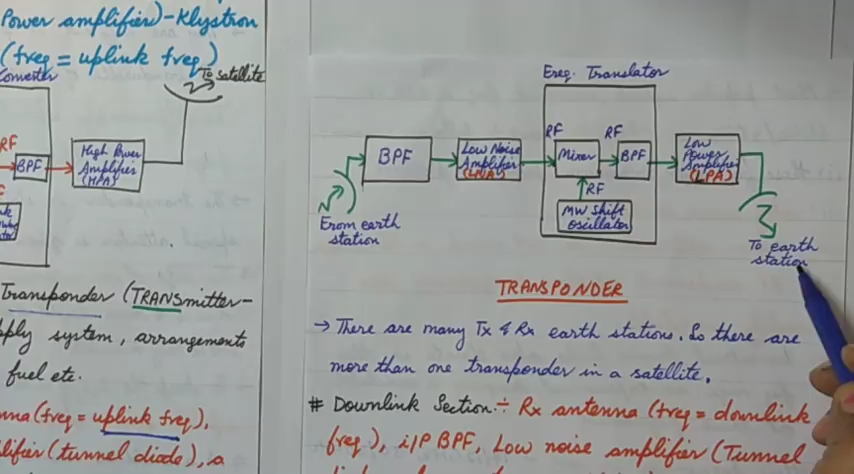 Power amplifier)-Klystron
(freq = uplink freq)
Converter
To satellite
RF
BPF
High Power
Amplifier
(HPA)
Transponder (TRANSmitter-
pply system, arrangements
fuel etc.
nna (freq = uplink freq),
lifier (tunnel diode), a
Freq. Translator
BPF
Low Noise
Amplifier
(LNA)
RF
Mixer
RF
BPF
Low
Power
Amplifier
(LPA)
RF
MW Shift
oscillator
From earth
station
To earth
station
TRANSPONDER
→ There are many Tx & Rx earth stations. So there are
more than one transponder in a satellite.
# Downlink Section:- Rx antenna (freq = downlink
freq), i/P BPF, Low noise amplifier (Tunnel